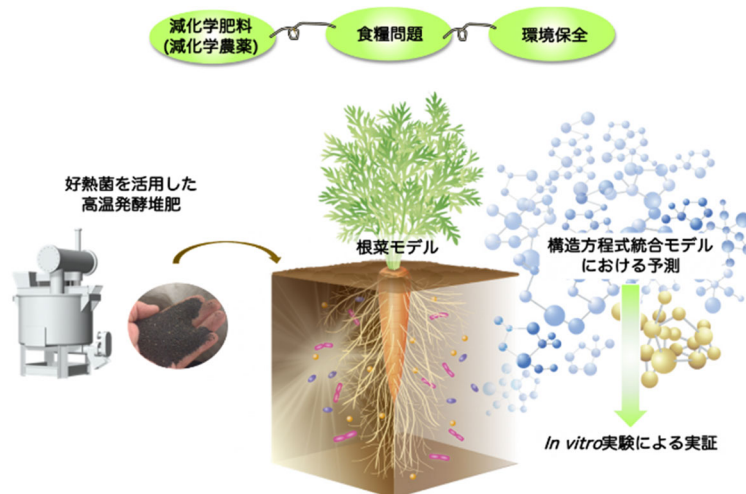 減化学肥料
(減化学農薬)
食糧問題
環境保全
好熱菌を活用した
高温発酵堆肥
根菜モデル
構造方程式統合モデル
における予測
In vitro実験による実証